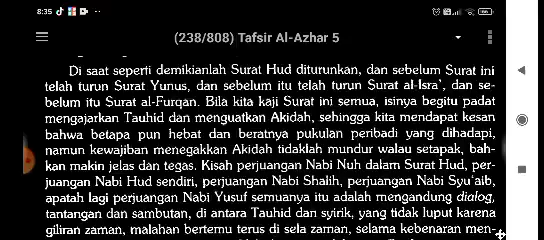 8:35
(238/808) Tafsir Al-Azhar 5
Di saat seperti demikianlah Surat Hud diturunkan, dan sebelum Surat ini
telah turun Surat Yunus, dan sebelum itu telah turun Surat al-Isra', dan se-
belum itu Surat al-Furqan. Bila kita kaji Surat ini semua, isinya begitu padat
mengajarkan Tauhid dan menguatkan Akidah, sehingga kita mendapat kesan
bahwa betapa pun hebat dan beratnya pukulan peribadi yang dihadapi,
namun kewajiban menegakkan Akidah tidaklah mundur walau setapak, bah-
kan makin jelas dan tegas. Kisah perjuangan Nabi Nuh dalam Surat Hud, per-
juangan Nabi Hud sendiri, perjuangan Nabi Shalih, perjuangan Nabi Syu'aib,
apatah lagi perjuangan Nabi Yusuf semuanya itu adalah mengandung dialog,
tantangan dan sambutan, di antara Tauhid dan syirik, yang tidak luput karena
giliran zaman, malahan bertemu terus di sela zaman, selama kebenaran men-